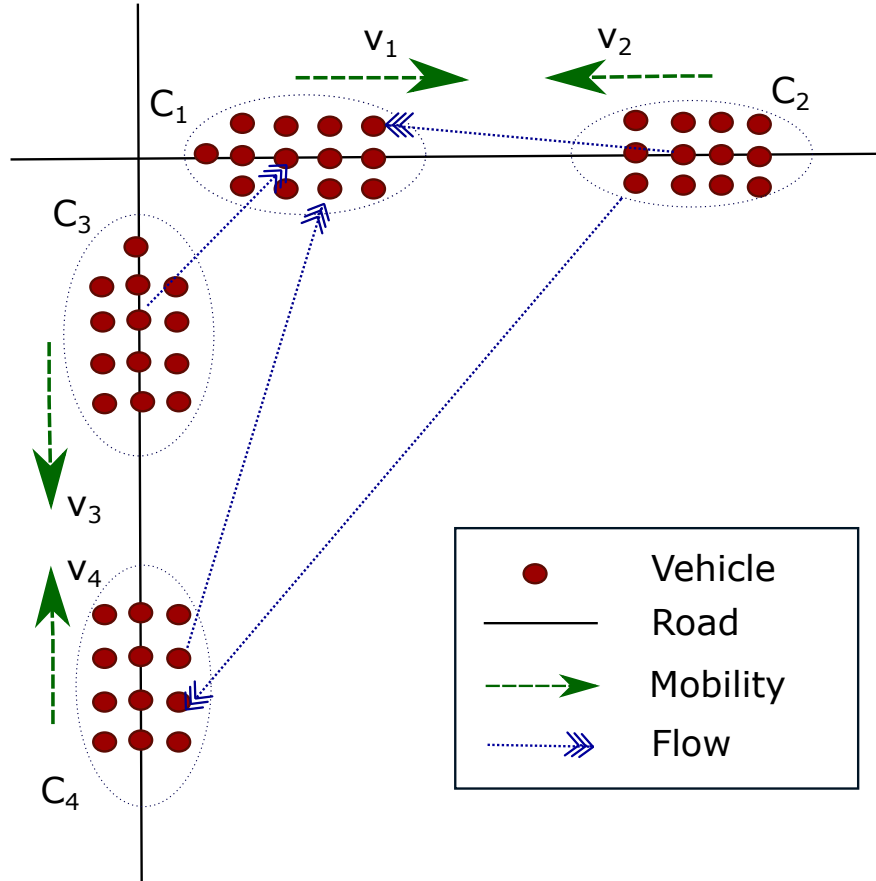 v₁
v₂
C₁
C₂
C₃
v₃
v₄
C₄
Vehicle
Road
Mobility
Flow